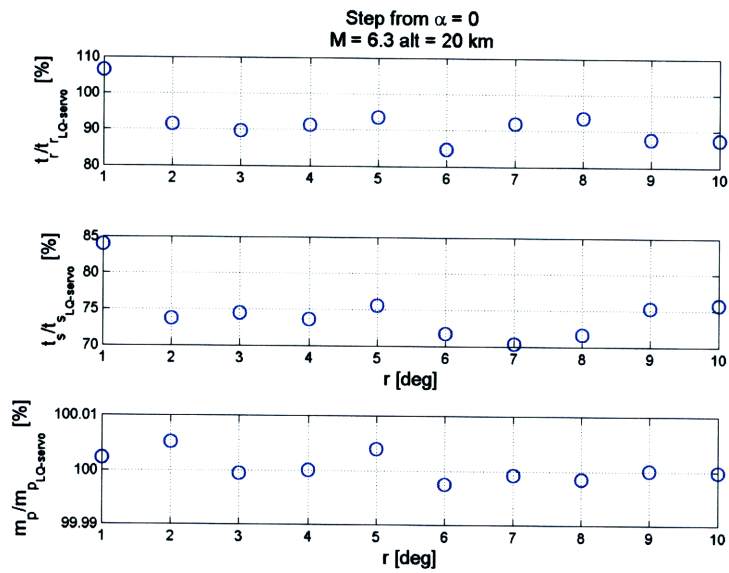 Step from α = 0
M = 6.3 alt = 20 km
t_r/t_r_LQ-servo [%]
110
100
90
80
1 2 3 4 5 6 7 8 9 10
t_s/t_s_LQ-servo [%]
85
80
75
70
1 2 3 4 5 6 7 8 9 10
r [deg]
m_p/m_p_LQ-servo [%]
100.01
100
99.99
1 2 3 4 5 6 7 8 9 10
r [deg]